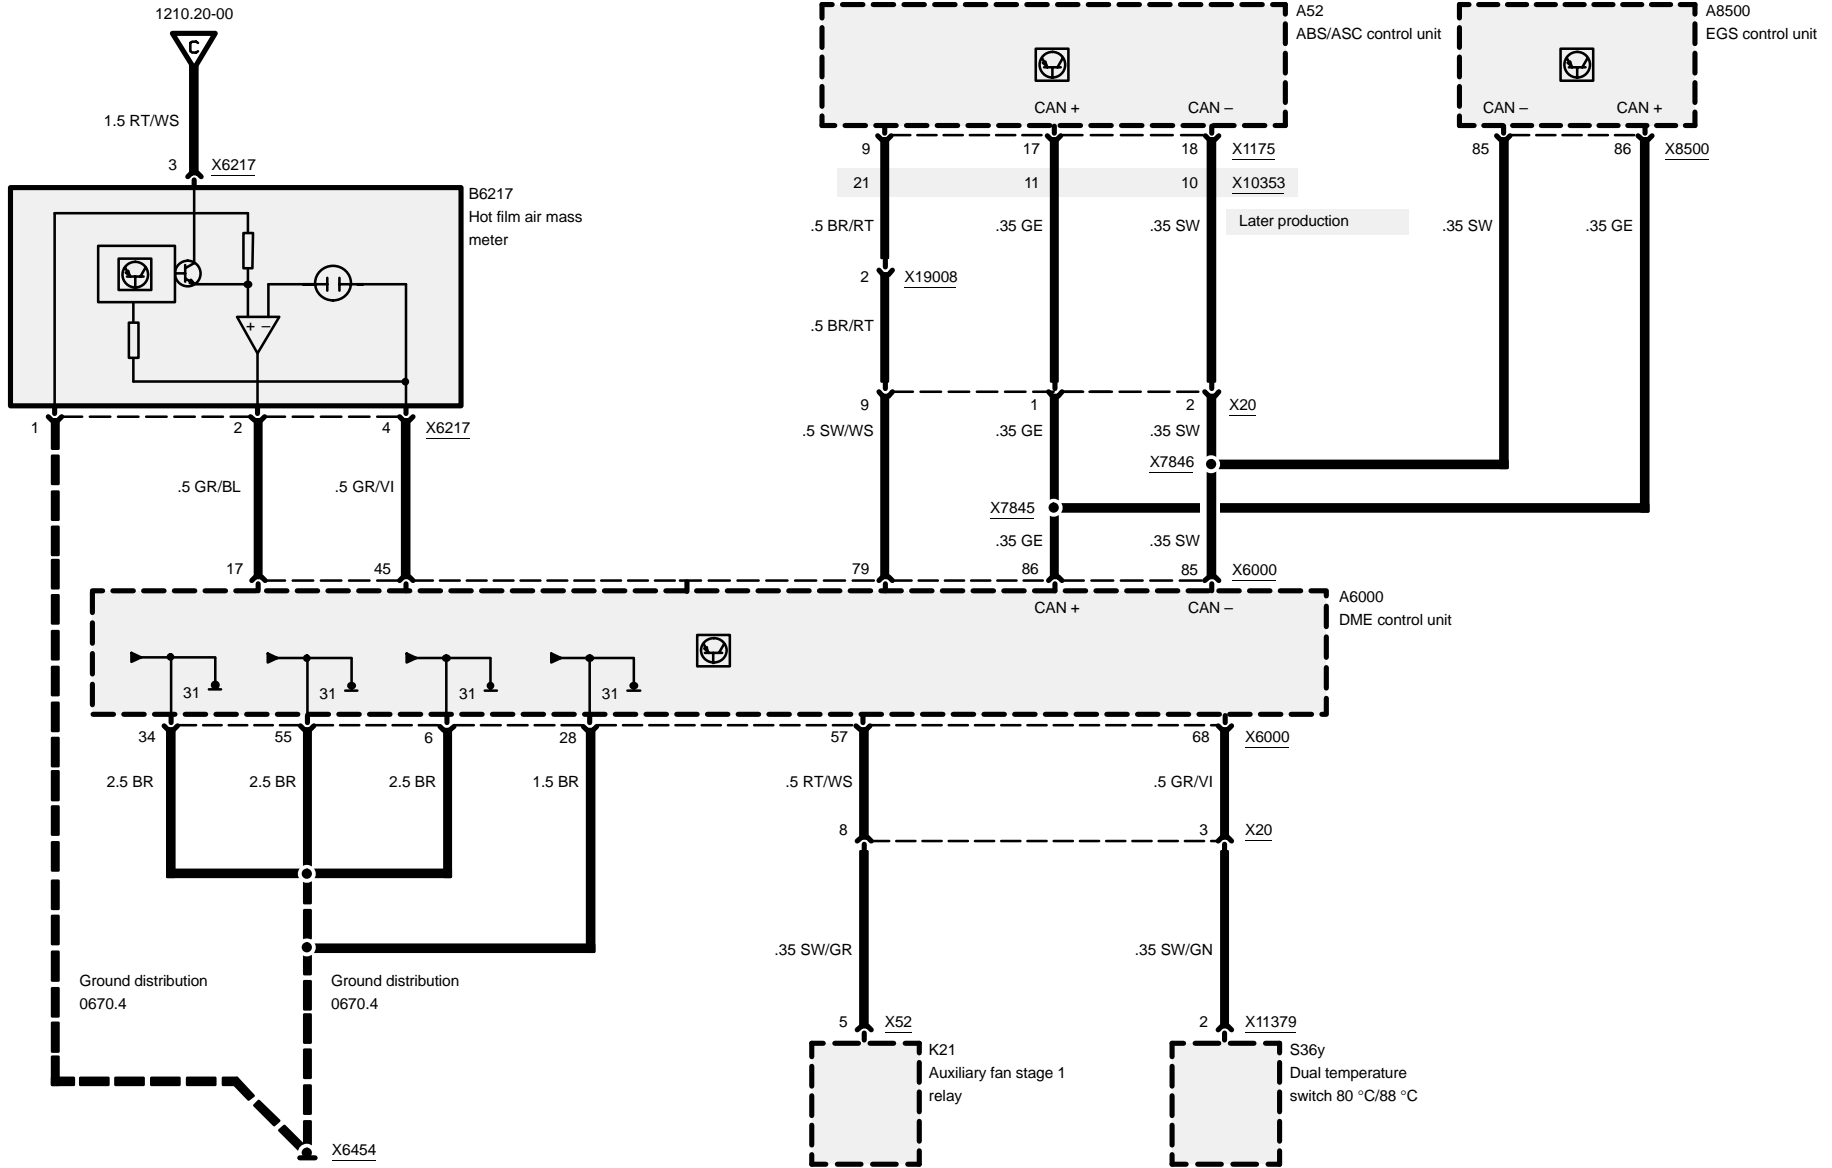 1210.20-00
C
1.5 RT/WS
3 X6217
B6217
Hot film air mass
meter
+ −
1 2 4 X6217
.5 GR/BL .5 GR/VI
17 45
A52
ABS/ASC control unit
CAN + CAN –
9 17 18 X1175
21 11 10 X10353
Later production
.5 BR/RT .35 GE .35 SW
2 X19008
.5 BR/RT
9 1 2 X20
.5 SW/WS .35 GE .35 SW
X7846
X7845
.35 GE .35 SW
79 86 85 X6000
A8500
EGS control unit
CAN – CAN +
85 86 X8500
.35 SW .35 GE
CAN + CAN –
A6000
DME control unit
31 31 31 31
34 55 6 28 57 68 X6000
2.5 BR 2.5 BR 2.5 BR 1.5 BR .5 RT/WS .5 GR/VI
8 3 X20
.35 SW/GR .35 SW/GN
Ground distribution
0670.4
Ground distribution
0670.4
X6454
5 X52
K21
Auxiliary fan stage 1
relay
2 X11379
S36y
Dual temperature
switch 80 °C/88 °C